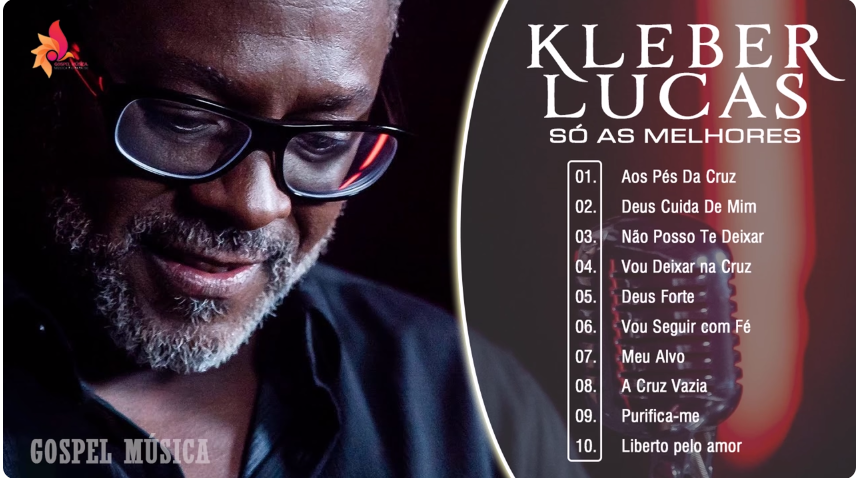 KLEBER
LUCAS
SÓ AS MELHORES
01. Aos Pés Da Cruz
02. Deus Cuida De Mim
03. Não Posso Te Deixar
04. Vou Deixar na Cruz
05. Deus Forte
06. Vou Seguir com Fé
07. Meu Alvo
08. A Cruz Vazia
09. Purifica-me
10. Liberto pelo amor
GOSPEL MÚSICA